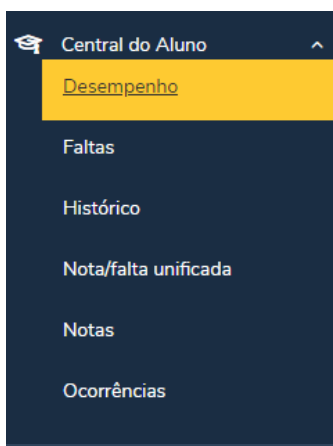 Central do Aluno
Desempenho
Faltas
Histórico
Nota/falta unificada
Notas
Ocorrências